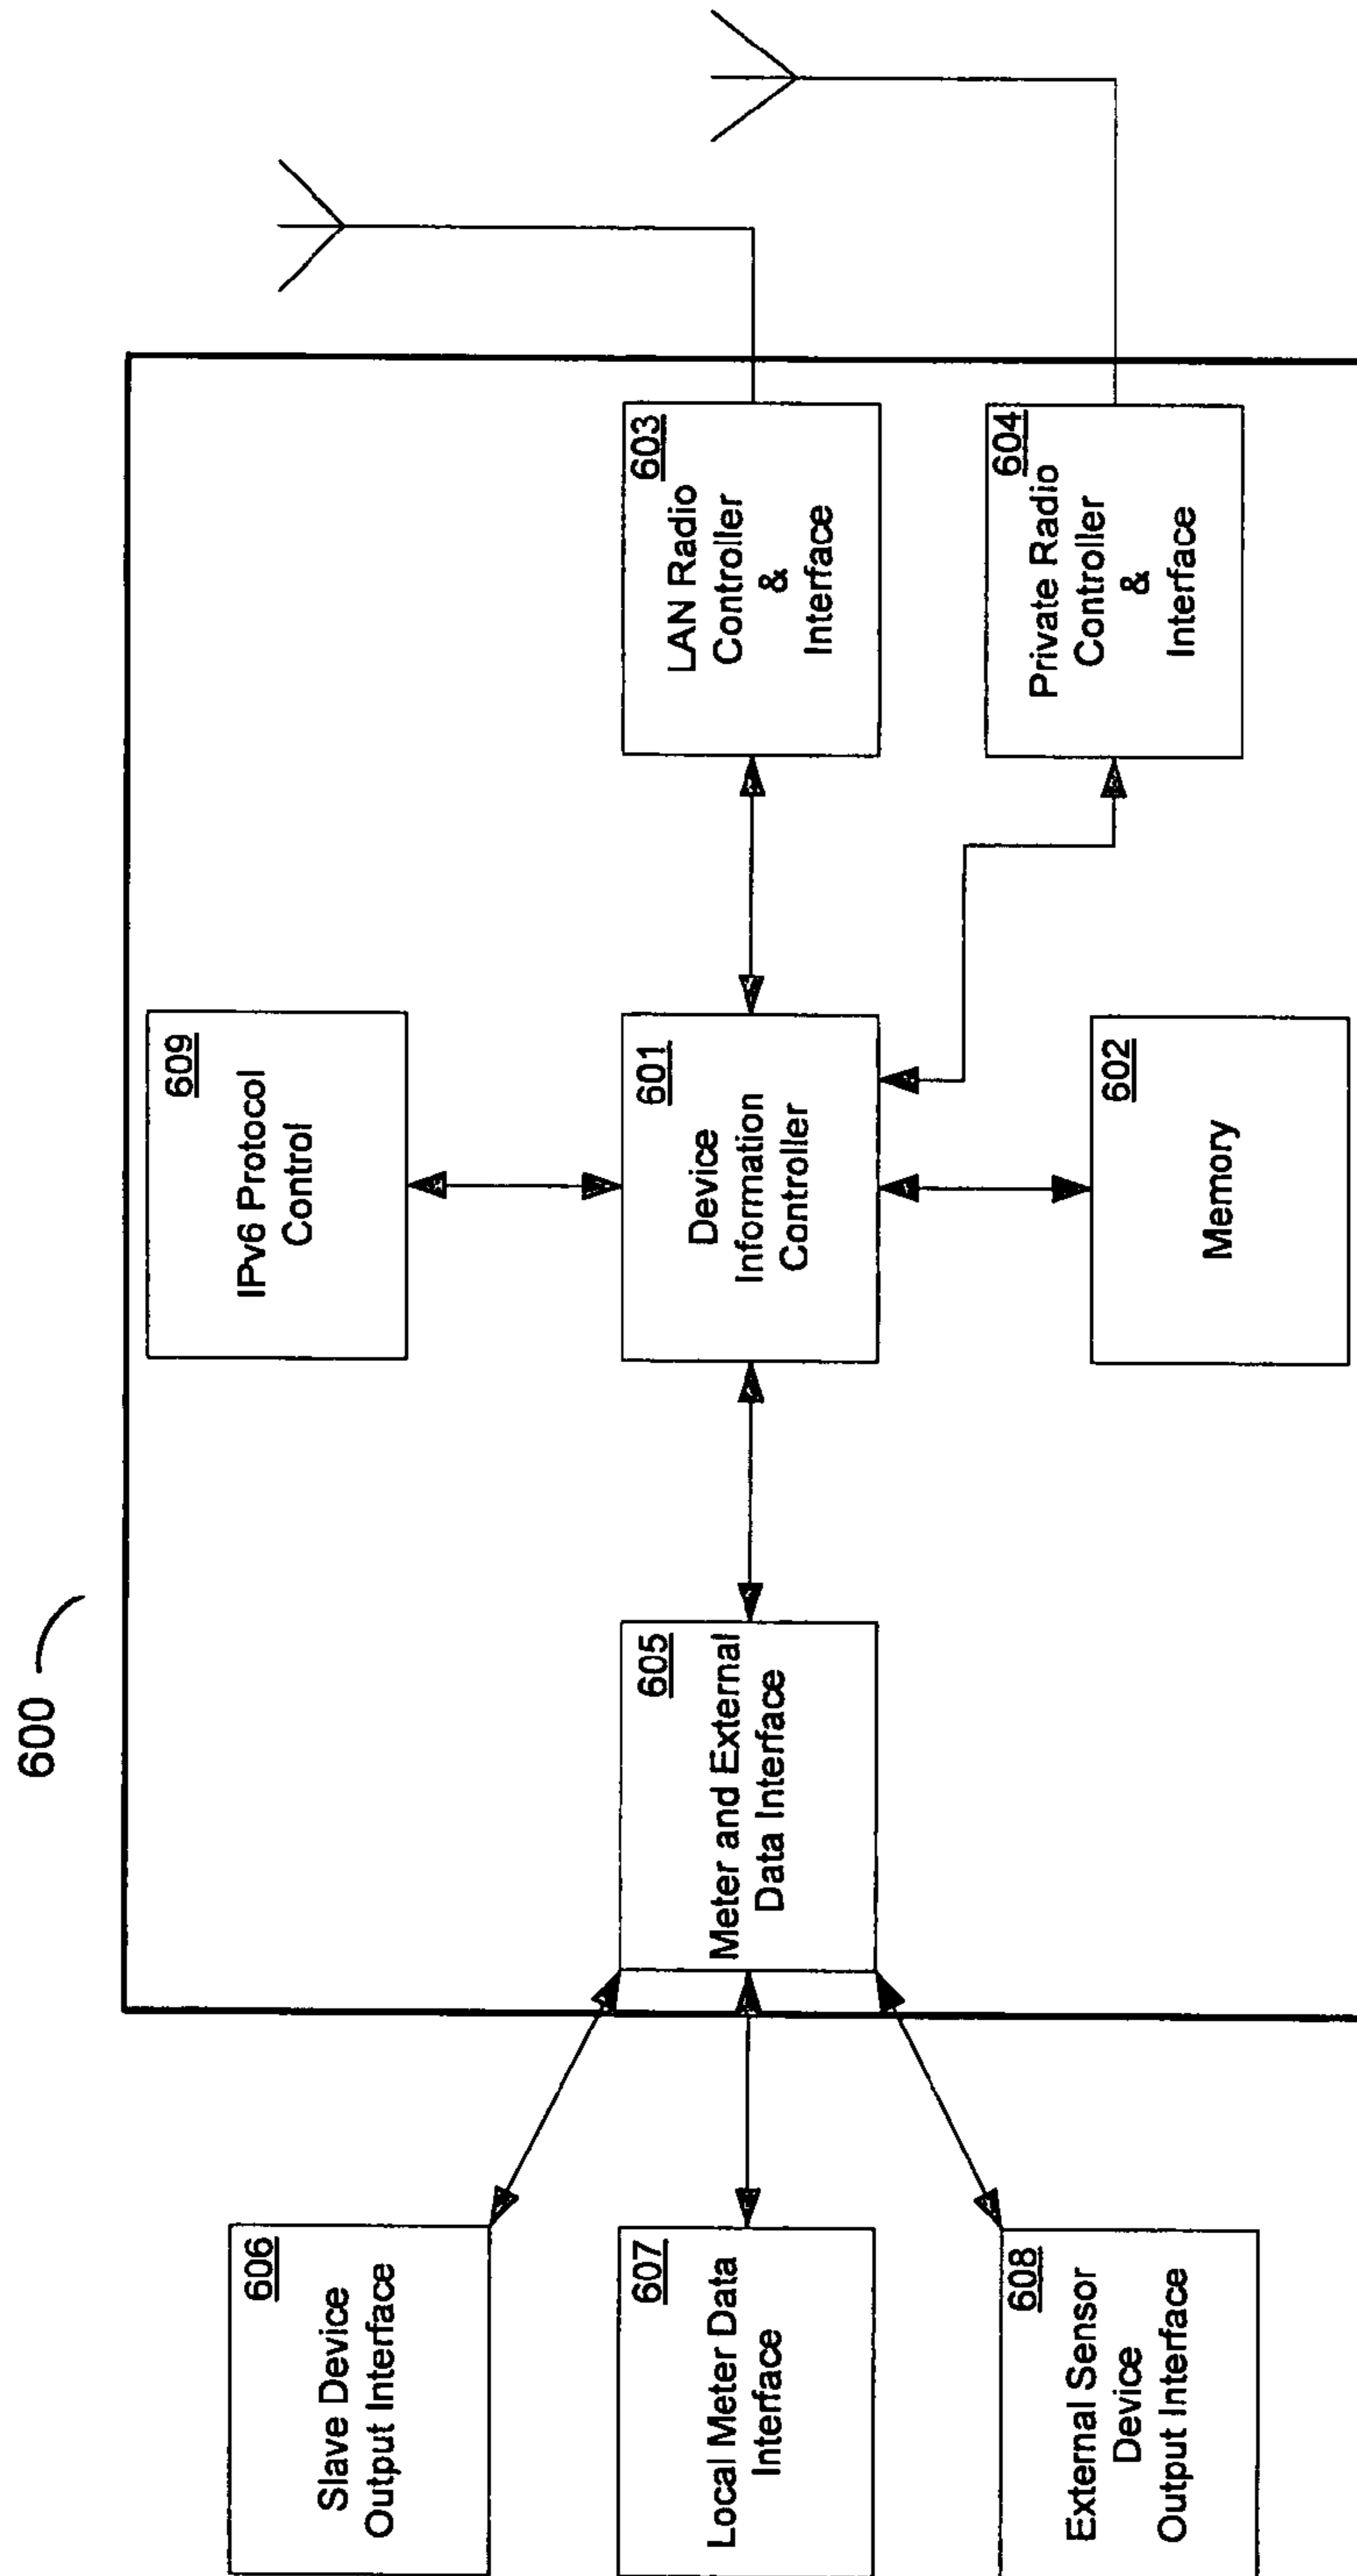 600
606
Slave Device
Output Interface
607
Local Meter Data
Interface
608
External Sensor
Device
Output Interface
605
Meter and External
Data Interface
609
IPv6 Protocol
Control
601
Device
Information
Controller
602
Memory
603
LAN Radio
Controller
&
Interface
604
Private Radio
Controller
&
Interface